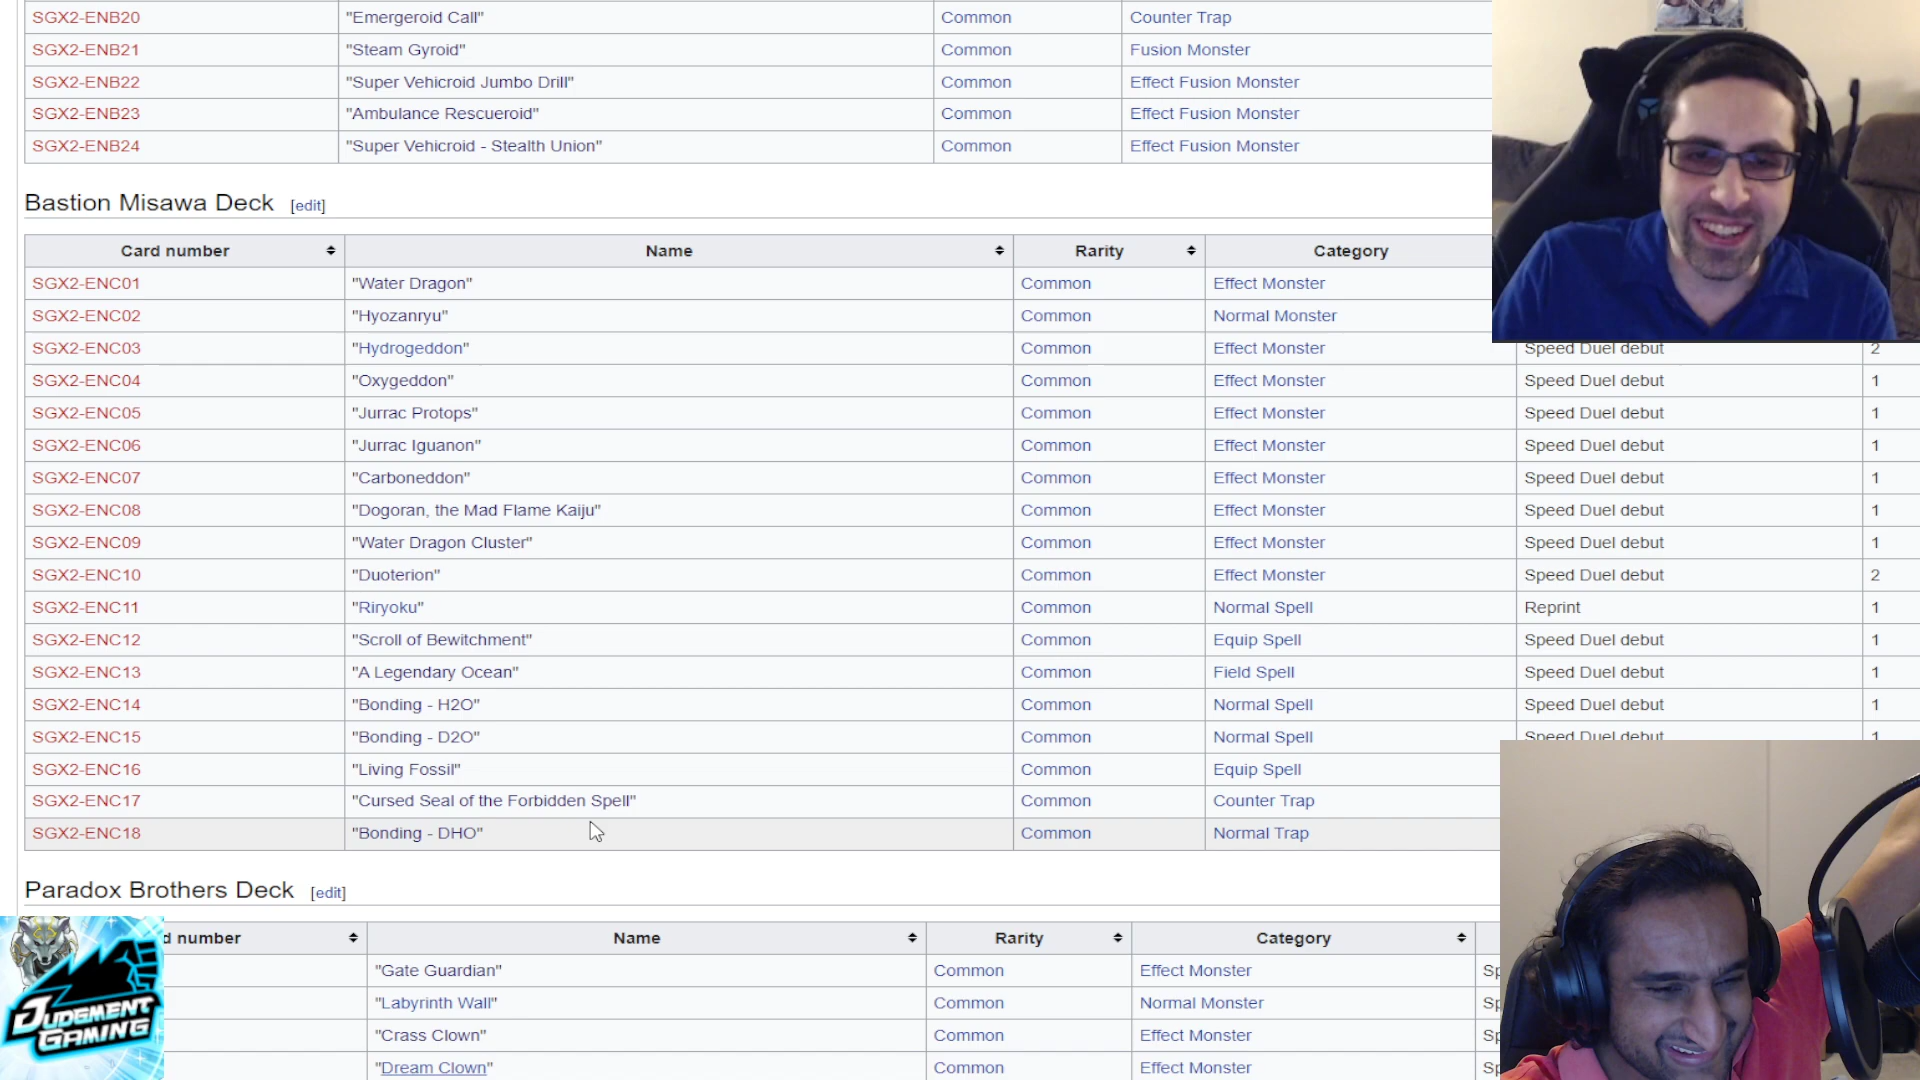 SGX2-ENB20 "Emergeroid Call" Common Counter Trap
SGX2-ENB21 "Steam Gyroid" Common Fusion Monster
SGX2-ENB22 "Super Vehicroid Jumbo Drill" Common Effect Fusion Monster
SGX2-ENB23 "Ambulance Rescueroid" Common Effect Fusion Monster
SGX2-ENB24 "Super Vehicroid - Stealth Union" Common Effect Fusion Monster
Bastion Misawa Deck [edit]
Card number Name Rarity Category
SGX2-ENC01 "Water Dragon" Common Effect Monster
SGX2-ENC02 "Hyozanryu" Common Normal Monster
SGX2-ENC03 "Hydrogeddon" Common Effect Monster Speed Duel debut 2
SGX2-ENC04 "Oxygeddon" Common Effect Monster Speed Duel debut 1
SGX2-ENC05 "Jurrac Protops" Common Effect Monster Speed Duel debut 1
SGX2-ENC06 "Jurrac Iguanon" Common Effect Monster Speed Duel debut 1
SGX2-ENC07 "Carboneddon" Common Effect Monster Speed Duel debut 1
SGX2-ENC08 "Dogoran, the Mad Flame Kaiju" Common Effect Monster Speed Duel debut 1
SGX2-ENC09 "Water Dragon Cluster" Common Effect Monster Speed Duel debut 1
SGX2-ENC10 "Duoterion" Common Effect Monster Speed Duel debut 2
SGX2-ENC11 "Riryoku" Common Normal Spell Reprint 1
SGX2-ENC12 "Scroll of Bewitchment" Common Equip Spell Speed Duel debut 1
SGX2-ENC13 "A Legendary Ocean" Common Field Spell Speed Duel debut 1
SGX2-ENC14 "Bonding - H2O" Common Normal Spell Speed Duel debut 1
SGX2-ENC15 "Bonding - D2O" Common Normal Spell Speed Duel debut 1
SGX2-ENC16 "Living Fossil" Common Equip Spell
SGX2-ENC17 "Cursed Seal of the Forbidden Spell" Common Counter Trap
SGX2-ENC18 "Bonding - DHO" Common Normal Trap
Paradox Brothers Deck [edit]
d number Name Rarity Category
"Gate Guardian" Common Effect Monster Sp
"Labyrinth Wall" Common Normal Monster Sp
"Crass Clown" Common Effect Monster Sp
"Dream Clown" Common Effect Monster Sp
JUDGMENT
GAMING